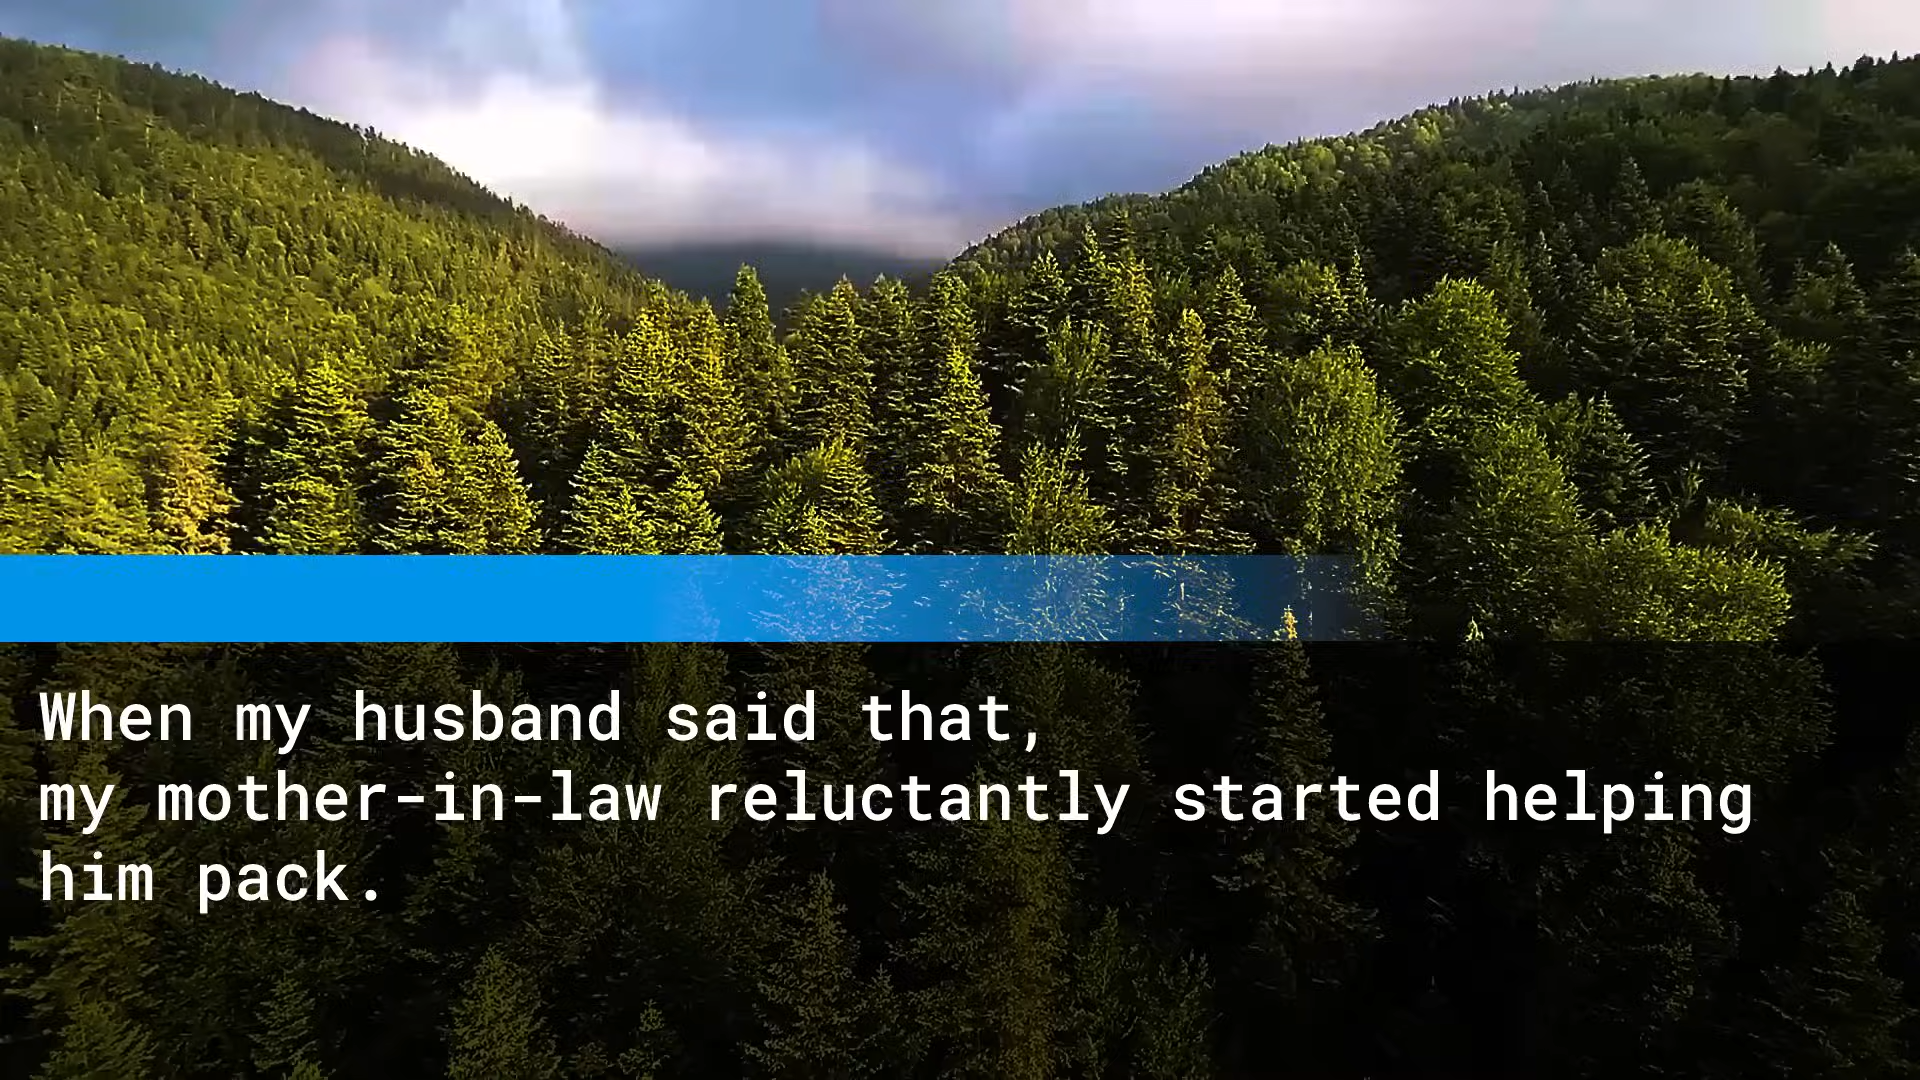 When my husband said that,
my mother-in-law reluctantly started helping
him pack.